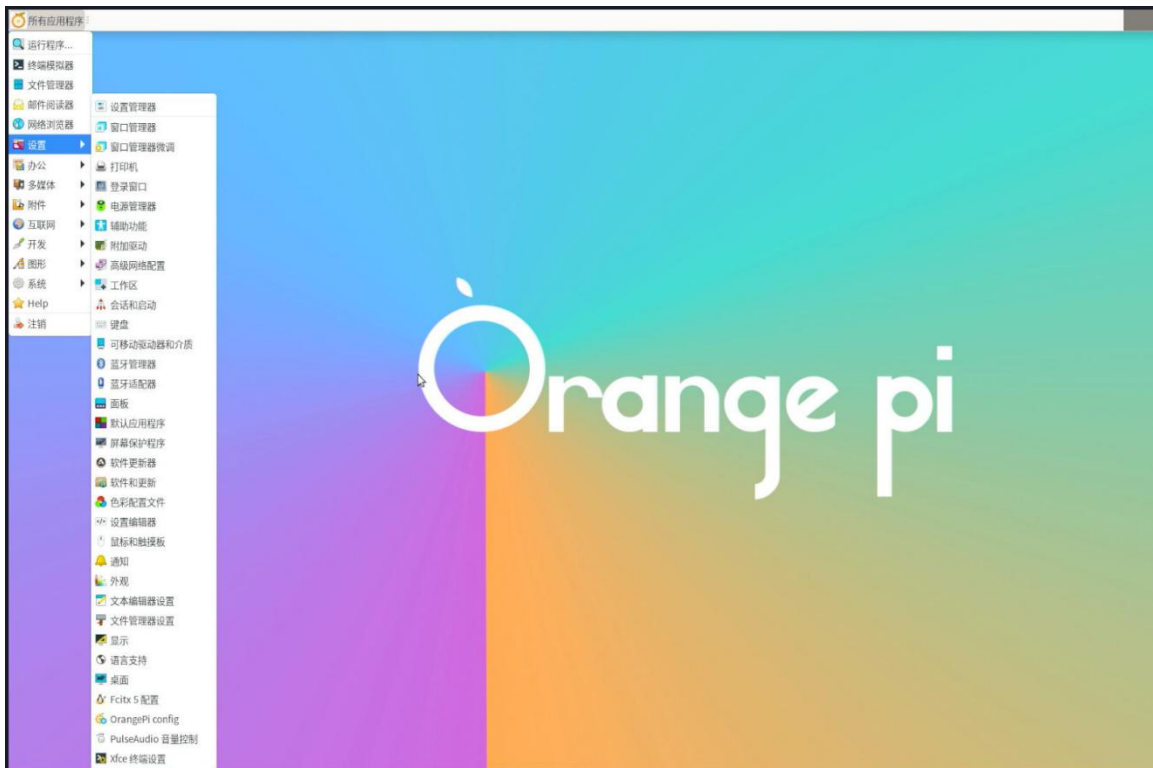 所有应用程序
运行程序...
终端模拟器
文件管理器
邮件阅读器
网络浏览器
设置
办公
多媒体
附件
互联网
开发
图形
系统
Help
注销
设置管理器
窗口管理器
窗口管理器微调
打印机
登录窗口
电源管理器
辅助功能
附加驱动
高级网络配置
工作区
会话和启动
键盘
可移动驱动器和介质
蓝牙管理器
蓝牙适配器
面板
默认应用程序
屏幕保护程序
软件更新器
软件和更新
色彩配置文件
设置编辑器
鼠标和触摸板
通知
外观
文本编辑器设置
文件管理器设置
显示
语言支持
桌面
Fcitx 5 配置
OrangePi config
PulseAudio 音量控制
Xfce 终端设置
Orange pi